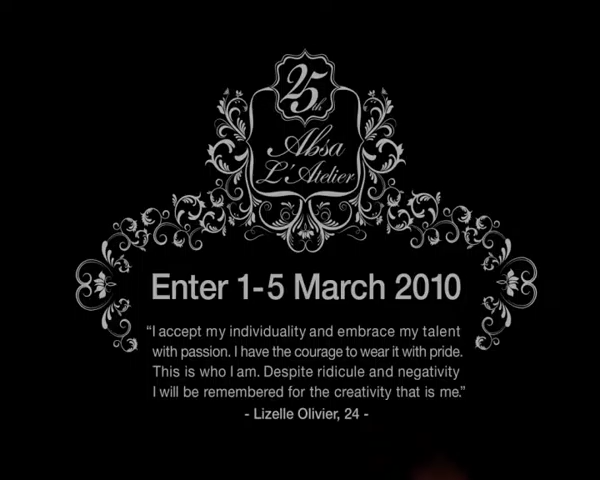 25th
Absa
L'Atelier
Enter 1-5 March 2010
“I accept my individuality and embrace my talent
with passion. I have the courage to wear it with pride.
This is who I am. Despite ridicule and negativity
I will be remembered for the creativity that is me.”
- Lizelle Olivier, 24 -